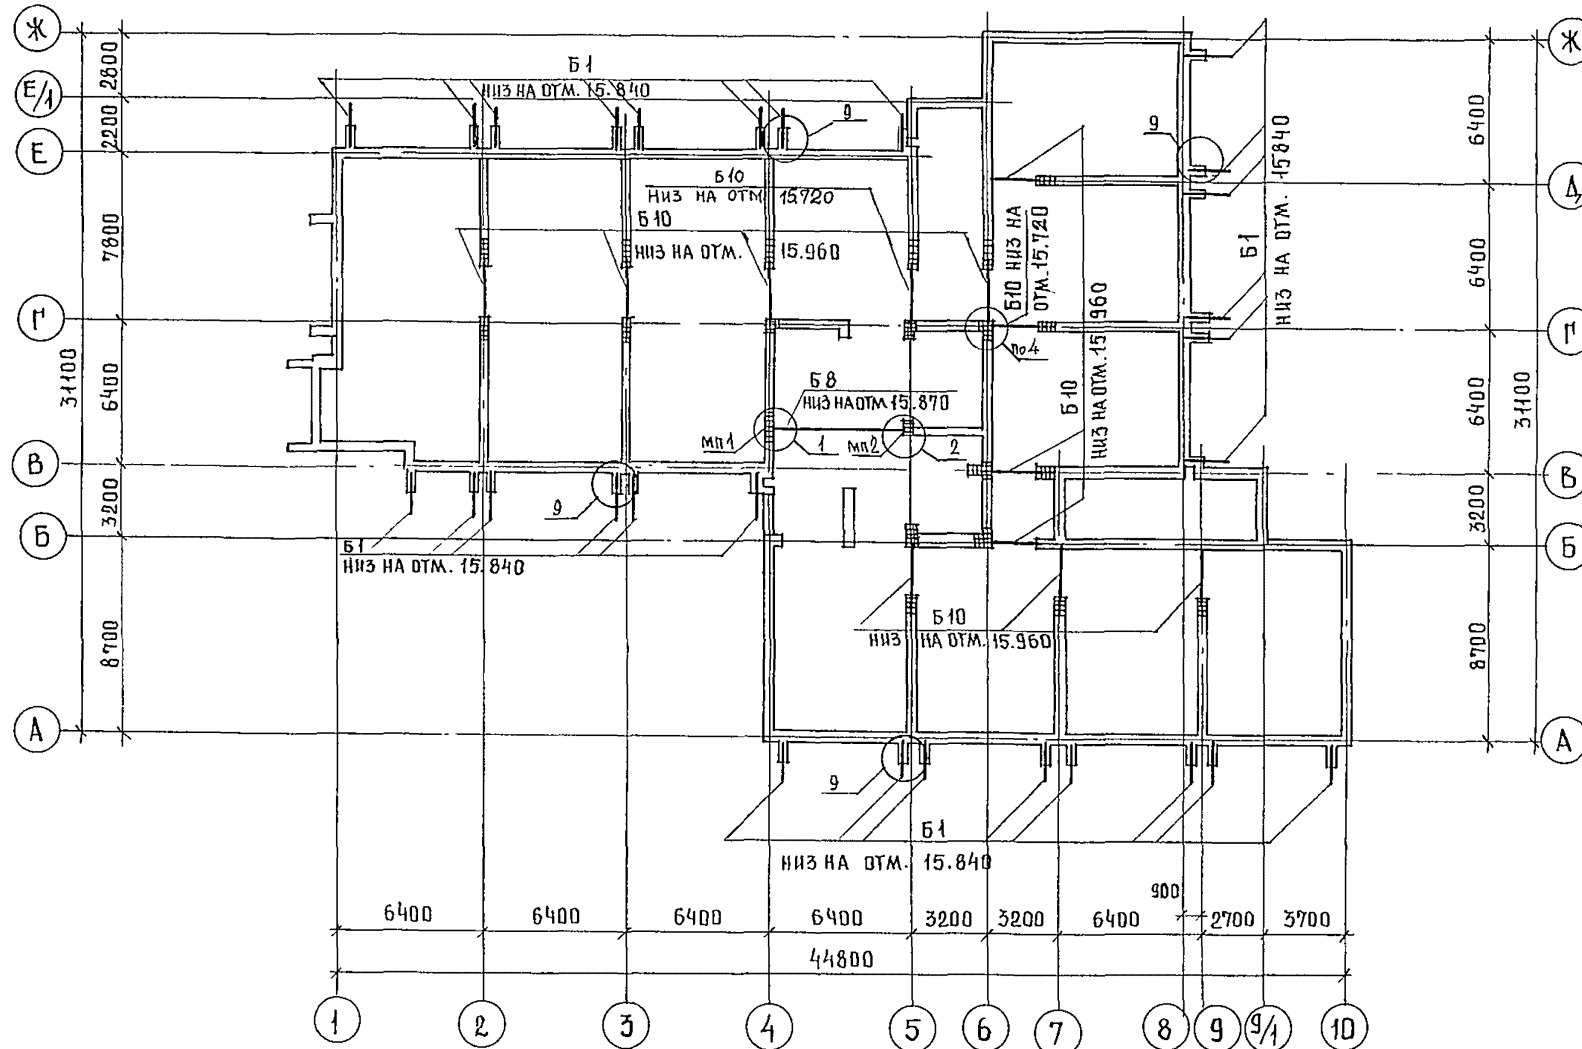 Ж
Е/1
Е
Г
В
Б
А
2800
2200
7800
6400
3200
8700
31100
Б1
НИЗ НА ОТМ. 15.840
9
Б10
НИЗ НА ОТМ 15.720
Б10
НИЗ НА ОТМ. 15.960
Б10 НИЗ НА
ОТМ. 15.720
по4
Б10
НИЗ НА ОТМ. 15.960
9
Б1
НИЗ НА ОТМ. 15840
Б8
НИЗ НА ОТМ 15.870
МП1
1
МП2
2
9
Б1
НИЗ НА ОТМ. 15.840
Б10
НИЗ НА ОТМ. 15.960
9
Б1
НИЗ НА ОТМ. 15.840
Ж
Д
Г
В
Б
А
6400
6400
6400
3200
8700
31100
6400
6400
6400
6400
3200
3200
6400
900
2700
3700
44800
1
2
3
4
5
6
7
8
9
9/1
10